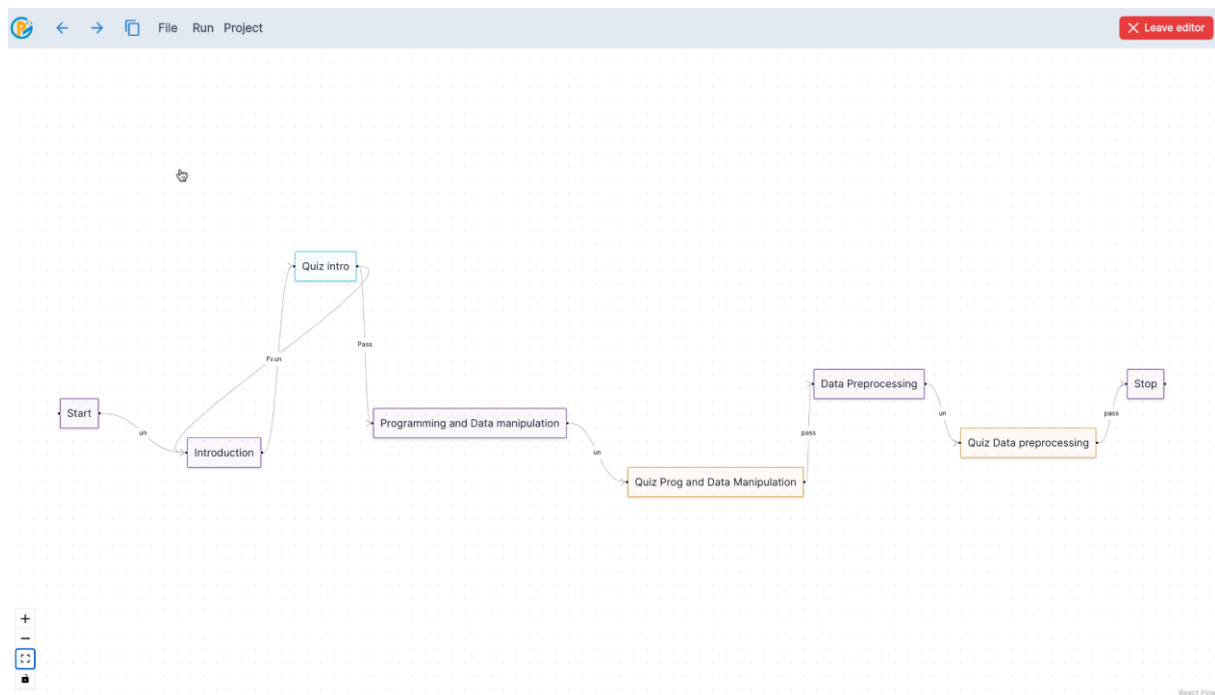 File Run Project
Leave editor
Quiz intro
Pass
un
Data Preprocessing
Stop
Start
un
Programming and Data manipulation
un
pass
pass
Introduction
un
Quiz Data preprocessing
Quiz Prog and Data Manipulation
React Flow